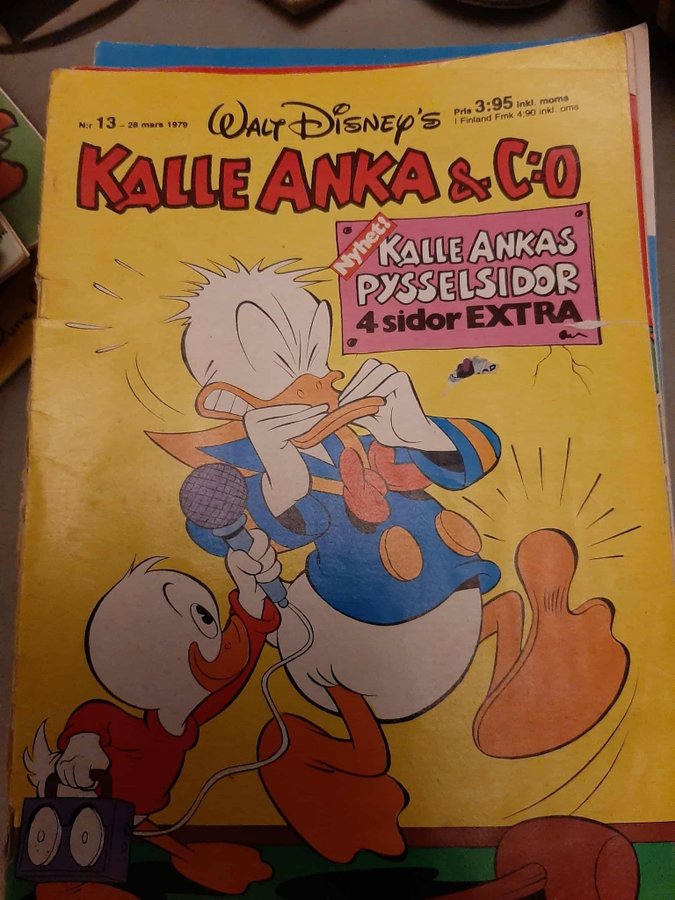 N:r 13 – 28 mars 1979
WALT DISNEY'S
Pris 3:95 inkl. moms
I Finland Fmk 4:90 inkl. oms
KALLE ANKA & C:O
Nyhet!
KALLE ANKAS
PYSSELSIDOR
4 sidor EXTRA